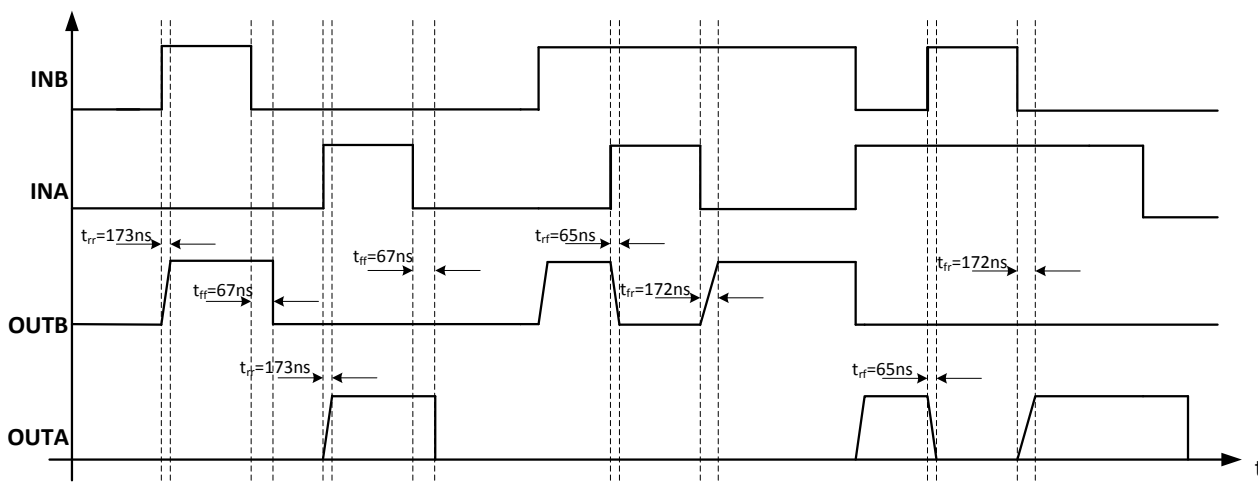 INB
INA
trr=173ns
tff=67ns
tff=67ns
trf=65ns
tfr=172ns
tfr=172ns
OUTB
trr=173ns
trf=65ns
OUTA
t